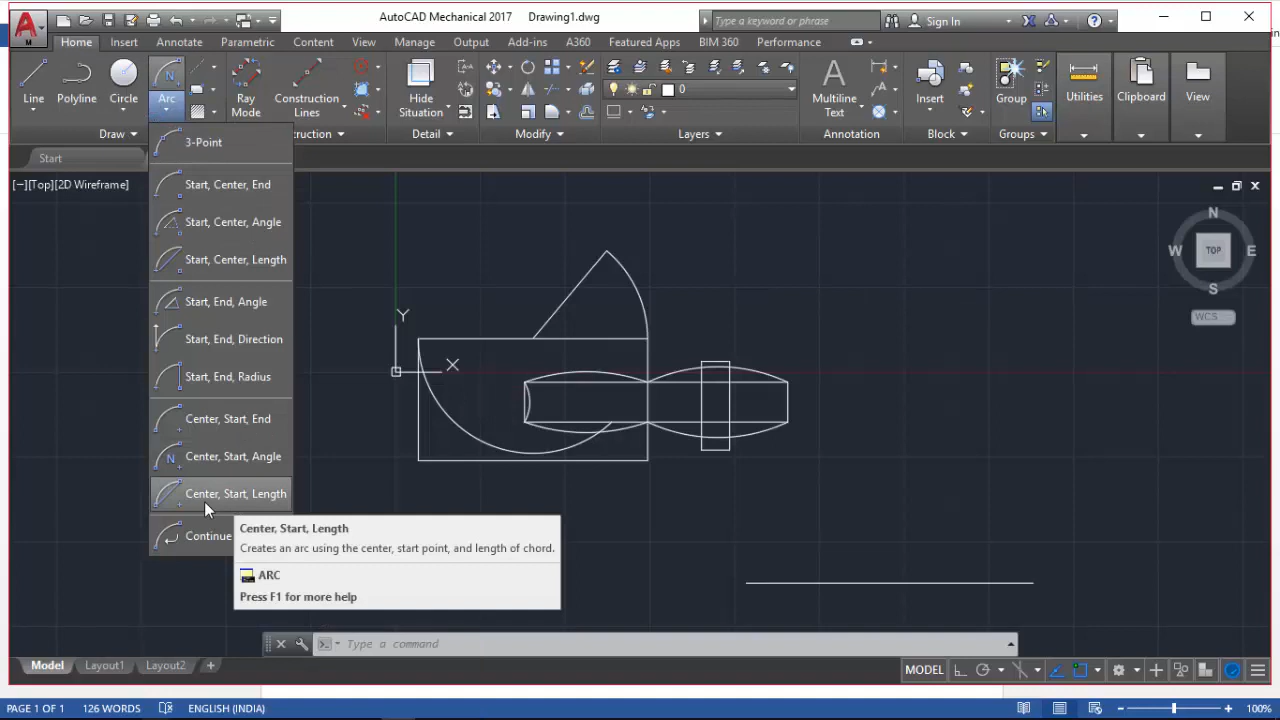 AutoCAD Mechanical 2017 Drawing1.dwg
Type a keyword or phrase
Sign In
Home Insert Annotate Parametric Content View Manage Output Add-ins A360 Featured Apps BIM 360 Performance
Line Polyline Circle Arc Ray Mode Construction Lines Hide Situation
0
Multiline Text Insert Group Utilities Clipboard View
Draw struction Detail Modify Layers Annotation Block Groups
Start
[−][Top][2D Wireframe]
3-Point
Start, Center, End
Start, Center, Angle
Start, Center, Length
Start, End, Angle
Start, End, Direction
Start, End, Radius
Center, Start, End
Center, Start, Angle
Center, Start, Length
Continue
Center, Start, Length
Creates an arc using the center, start point, and length of chord.
ARC
Press F1 for more help
Y
X
N
W TOP E
S
WCS
Type a command
Model Layout1 Layout2 +
MODEL
PAGE 1 OF 1 126 WORDS ENGLISH (INDIA) 100%